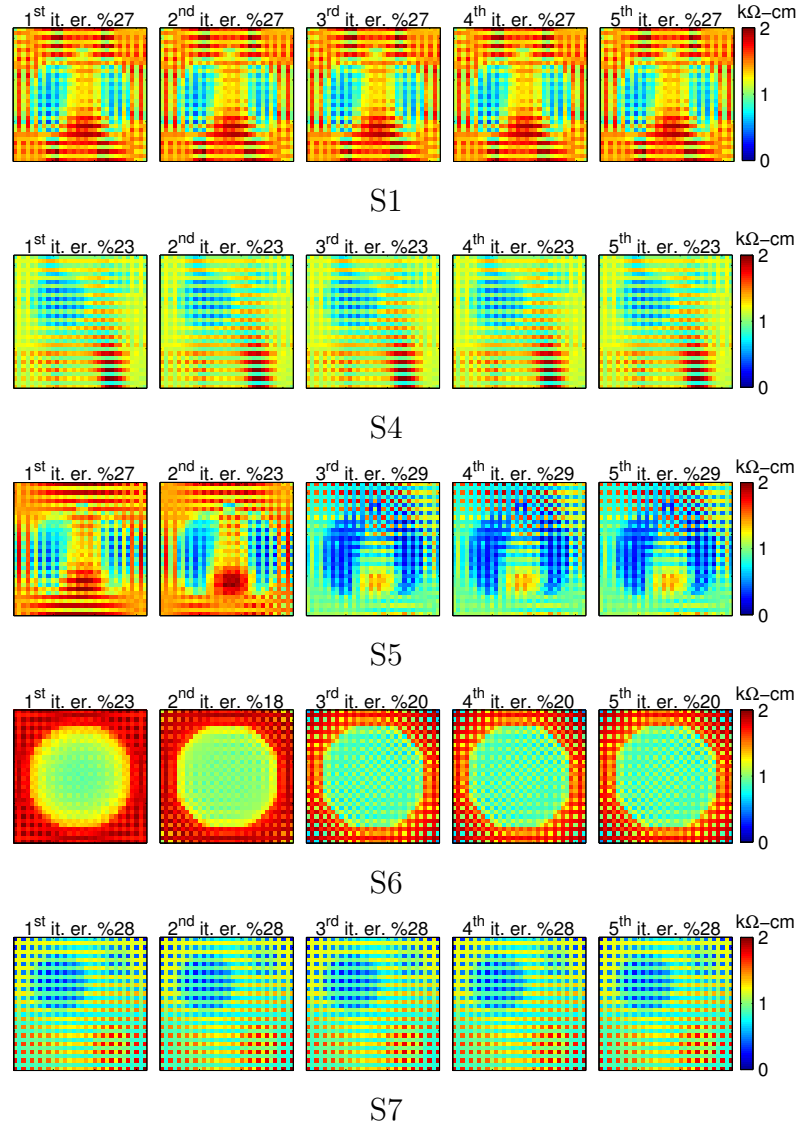 1st it. er. %27 2nd it. er. %27 3rd it. er. %27 4th it. er. %27 5th it. er. %27 kΩ−cm
2
1
0
S1
1st it. er. %23 2nd it. er. %23 3rd it. er. %23 4th it. er. %23 5th it. er. %23 kΩ−cm
2
1
0
S4
1st it. er. %27 2nd it. er. %23 3rd it. er. %29 4th it. er. %29 5th it. er. %29 kΩ−cm
2
1
0
S5
1st it. er. %23 2nd it. er. %18 3rd it. er. %20 4th it. er. %20 5th it. er. %20 kΩ−cm
2
1
0
S6
1st it. er. %28 2nd it. er. %28 3rd it. er. %28 4th it. er. %28 5th it. er. %28 kΩ−cm
2
1
0
S7